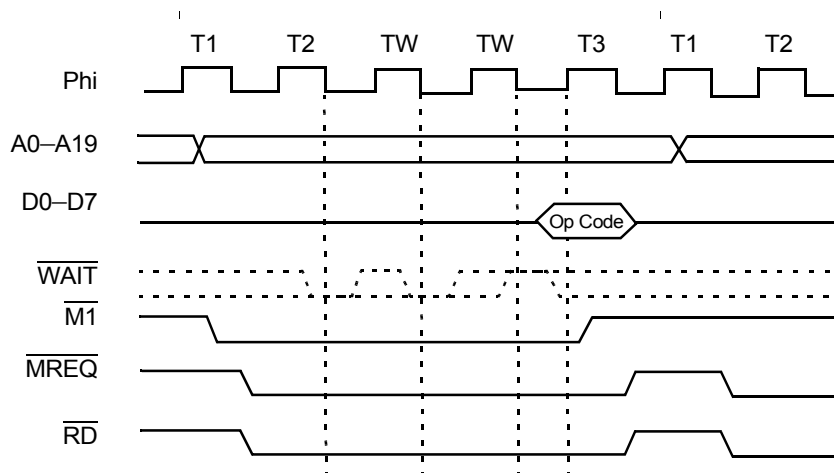 T1 T2 TW TW T3 T1 T2
Phi
A0–A19
D0–D7
Op Code
WAIT
M1
MREQ
RD